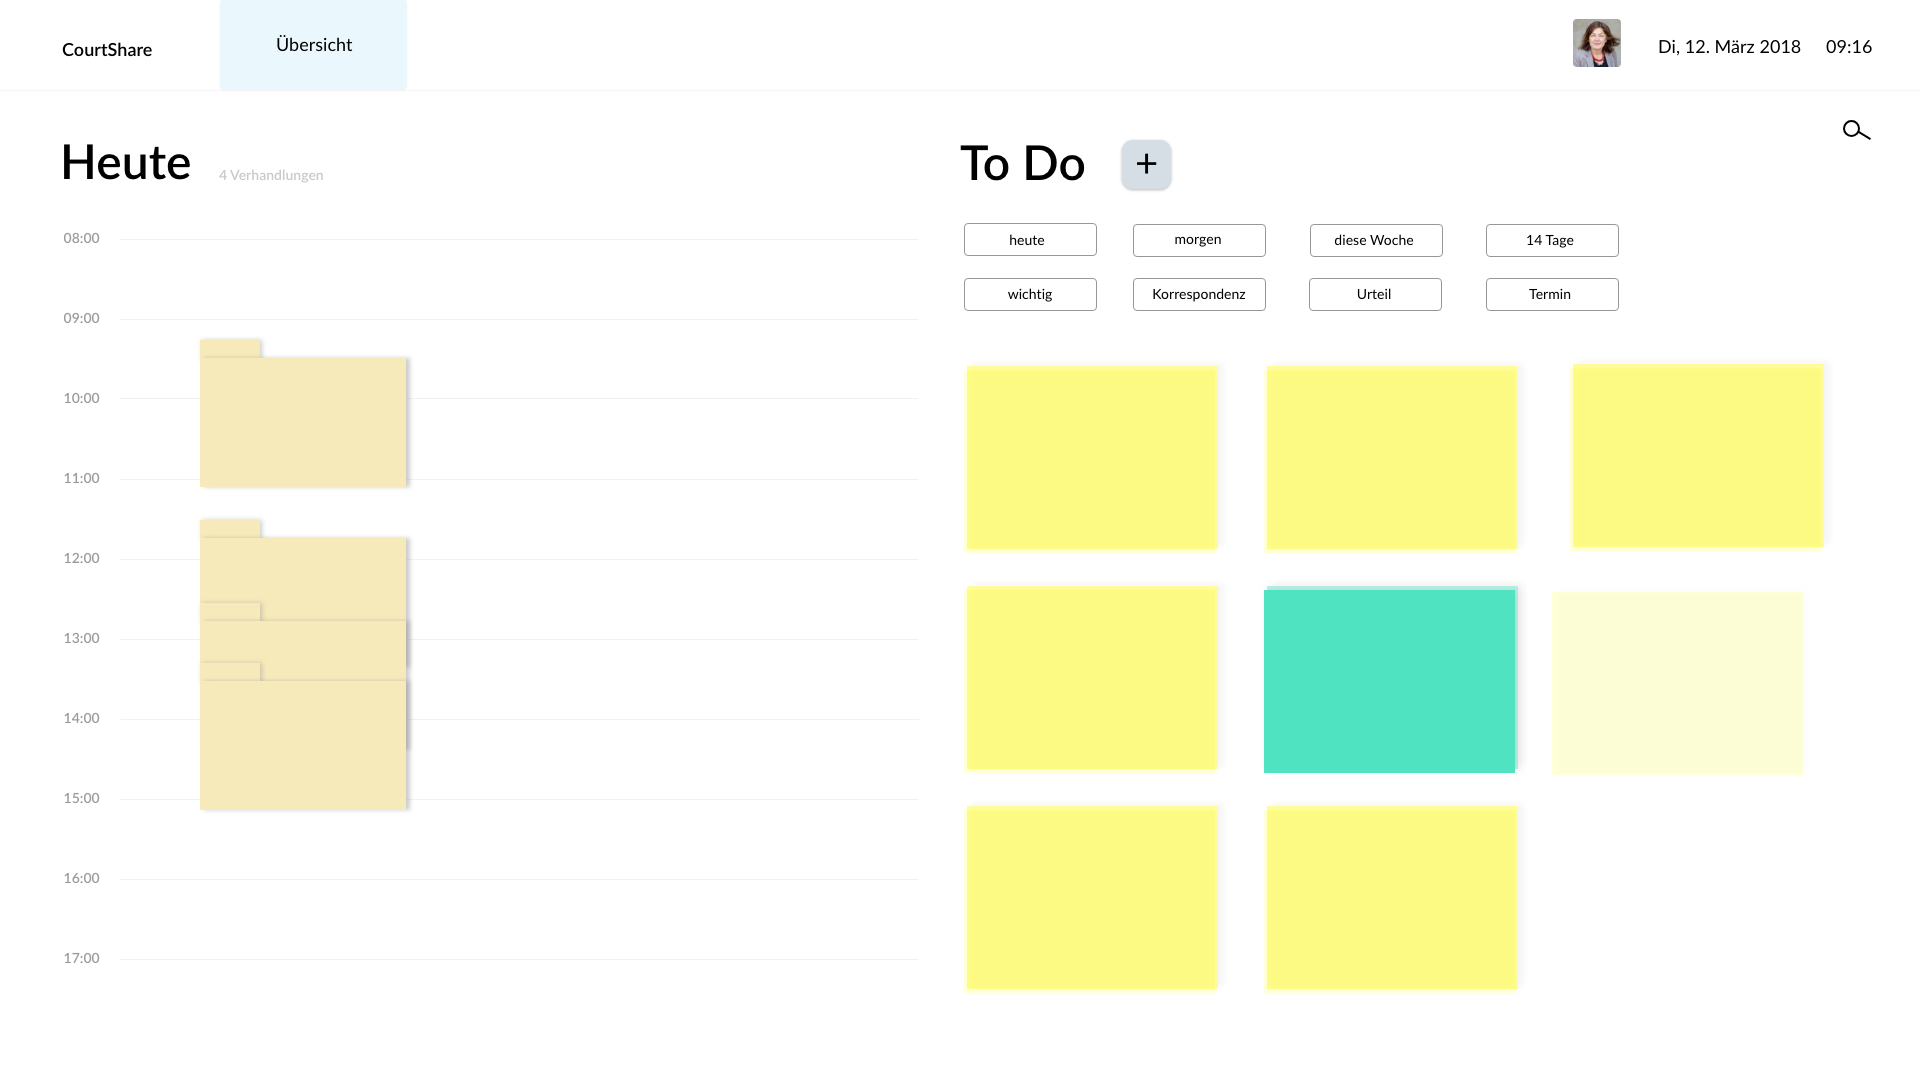 CourtShare
Übersicht
Di, 12. März 2018 09:16
Heute
4 Verhandlungen
08:00
09:00
10:00
11:00
12:00
13:00
14:00
15:00
16:00
17:00
To Do
+
heute
morgen
diese Woche
14 Tage
wichtig
Korrespondenz
Urteil
Termin